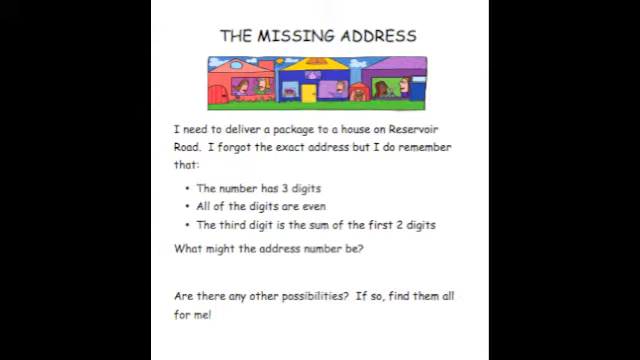 THE MISSING ADDRESS
I need to deliver a package to a house on Reservoir
Road. I forgot the exact address but I do remember
that:
• The number has 3 digits
• All of the digits are even
• The third digit is the sum of the first 2 digits
What might the address number be?
Are there any other possibilities? If so, find them all
for me!